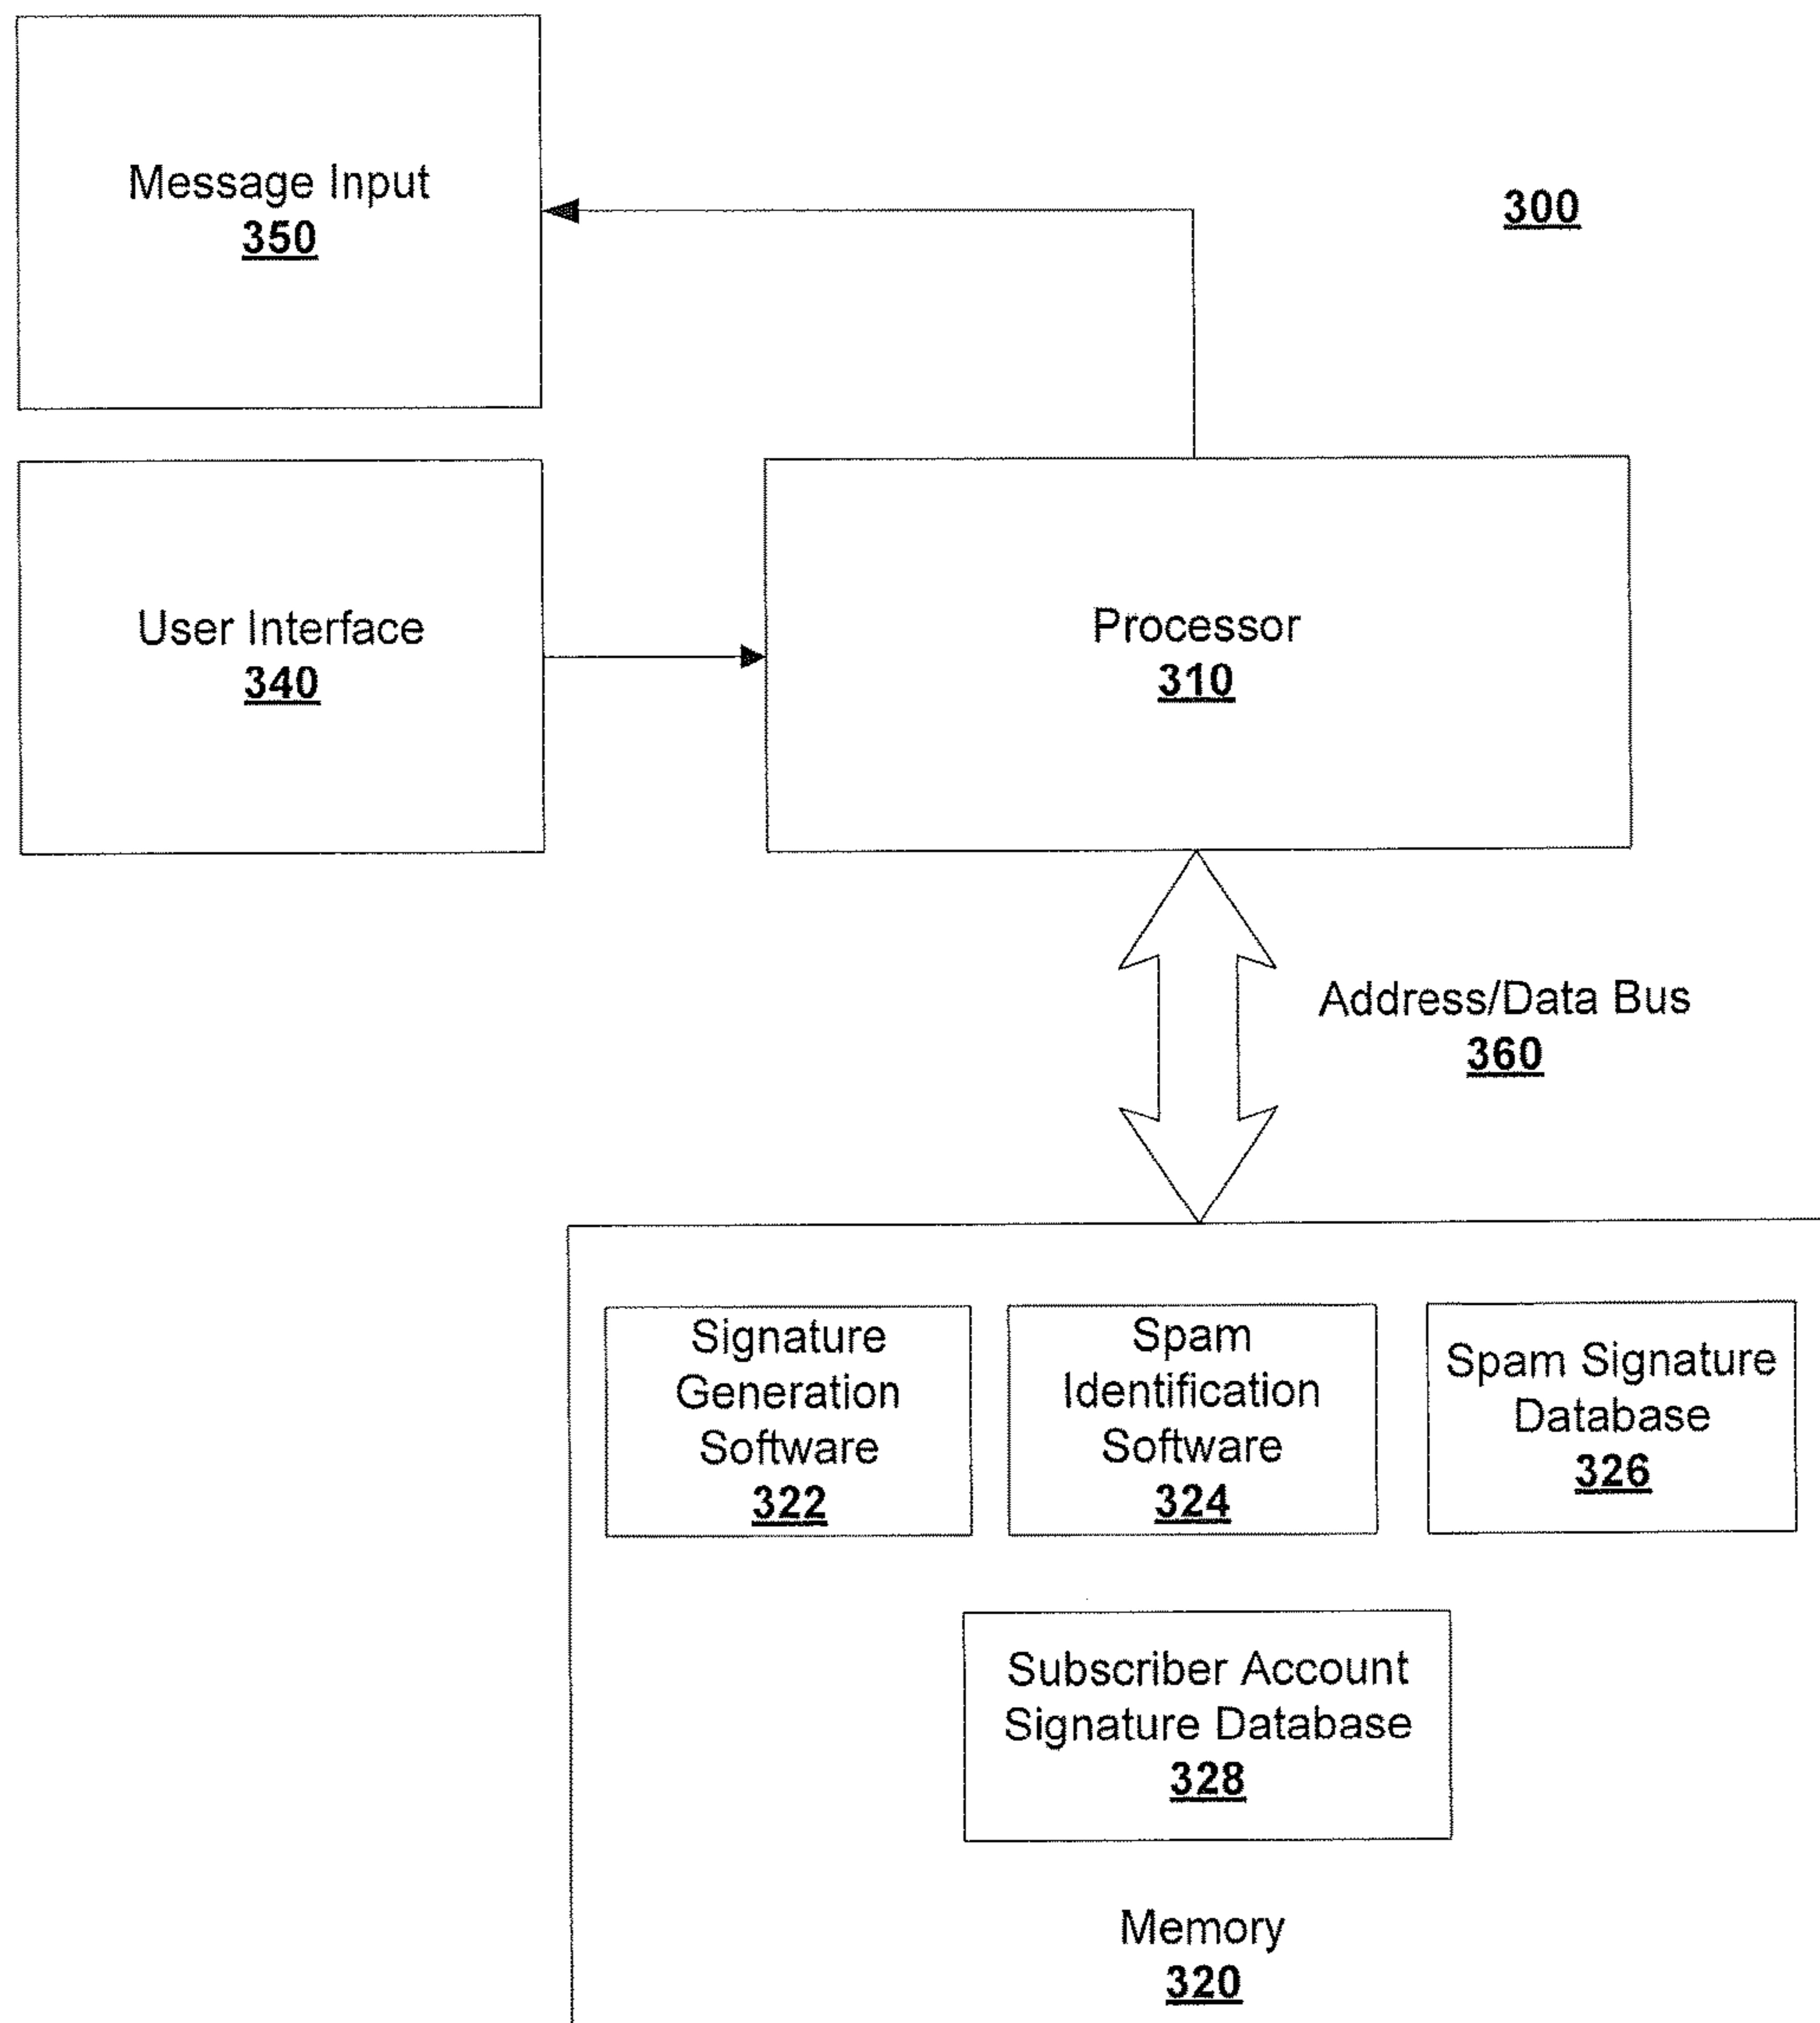 Message Input
350
300
User Interface
340
Processor
310
Address/Data Bus
360
Signature
Generation
Software
322
Spam
Identification
Software
324
Spam Signature
Database
326
Subscriber Account
Signature Database
328
Memory
320